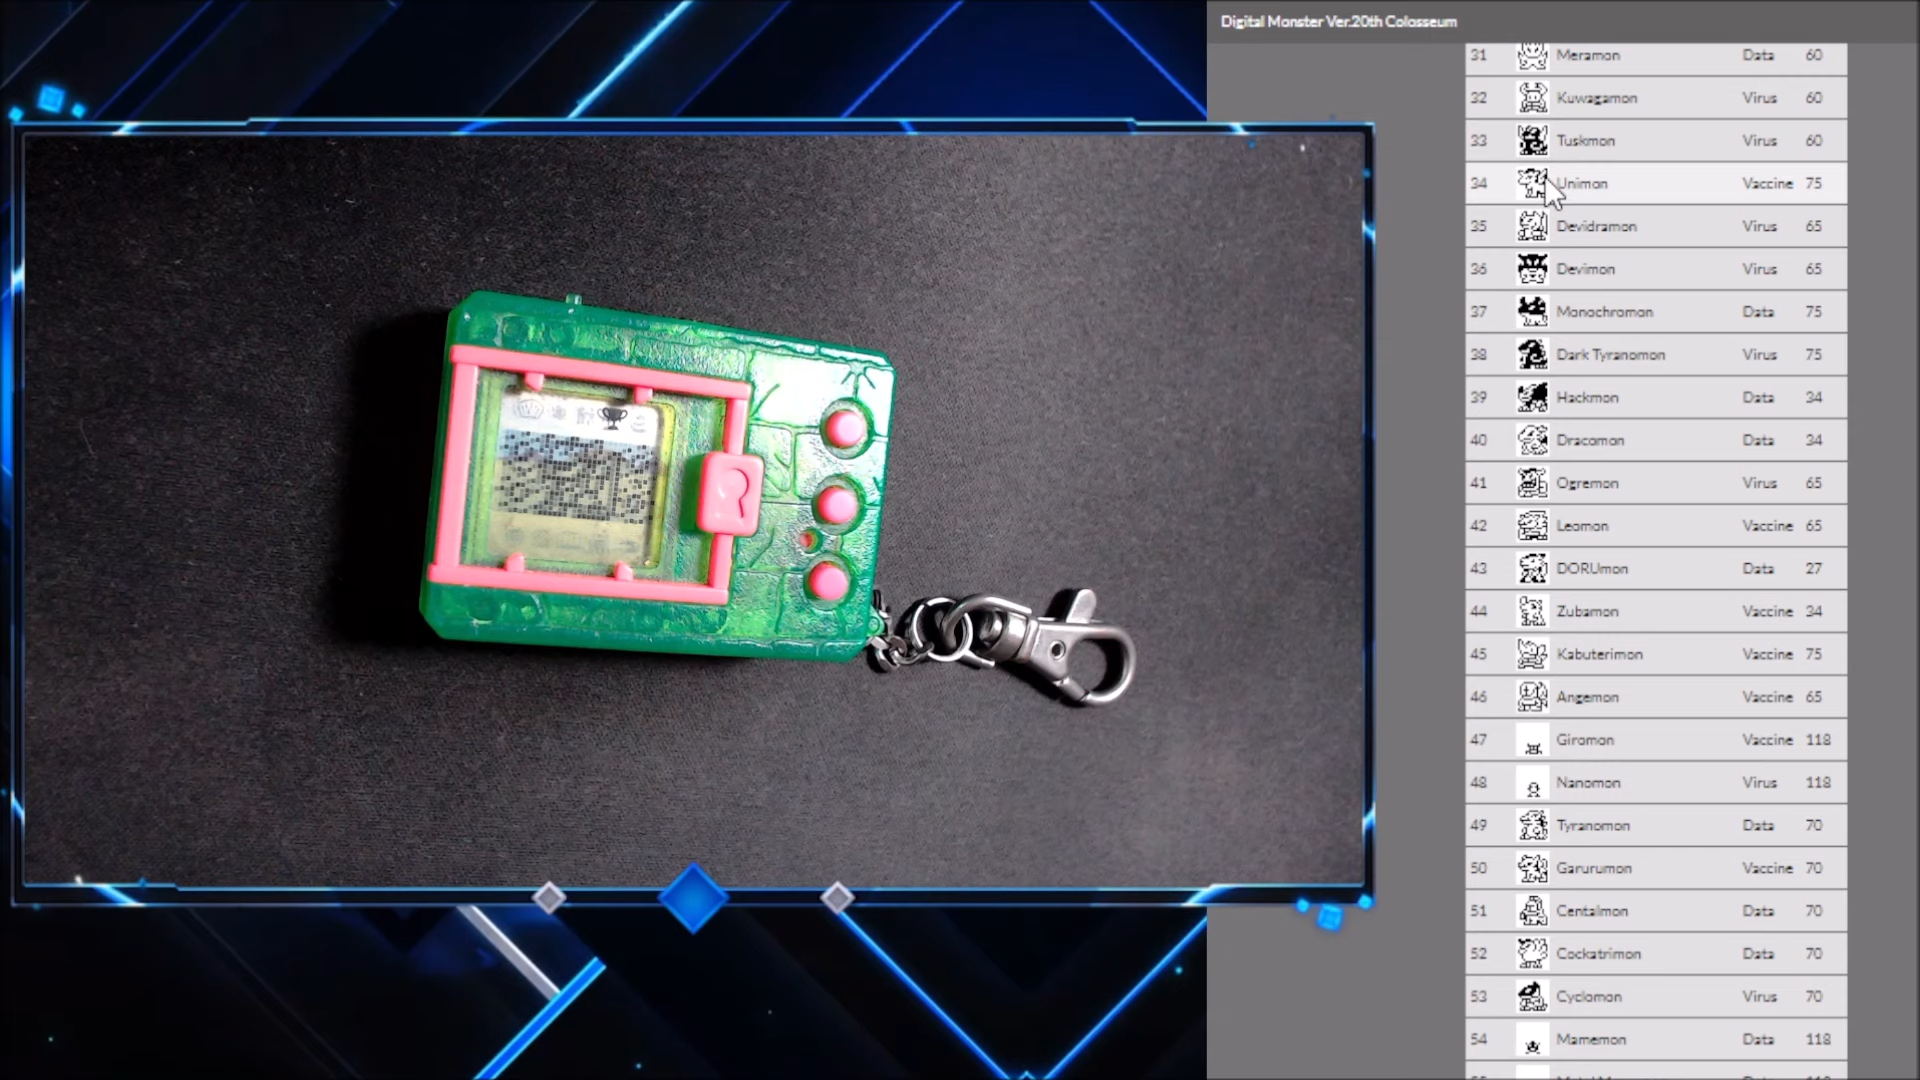 Digital Monster Ver.20th Colosseum
31 Meramon Data 60
32 Kuwagamon Virus 60
33 Tuskmon Virus 60
34 Unimon Vaccine 75
35 Devidramon Virus 65
36 Devimon Virus 65
37 Monochromon Data 75
38 Dark Tyranomon Virus 75
39 Hackmon Data 34
40 Dracomon Data 34
41 Ogremon Virus 65
42 Leomon Vaccine 65
43 DORUmon Data 27
44 Zubamon Vaccine 34
45 Kabuterimon Vaccine 75
46 Angemon Vaccine 65
47 Giromon Vaccine 118
48 Nanomon Virus 118
49 Tyranomon Data 70
50 Garurumon Vaccine 70
51 Centalmon Data 70
52 Cockatrimon Data 70
53 Cyclomon Virus 70
54 Mamemon Data 118